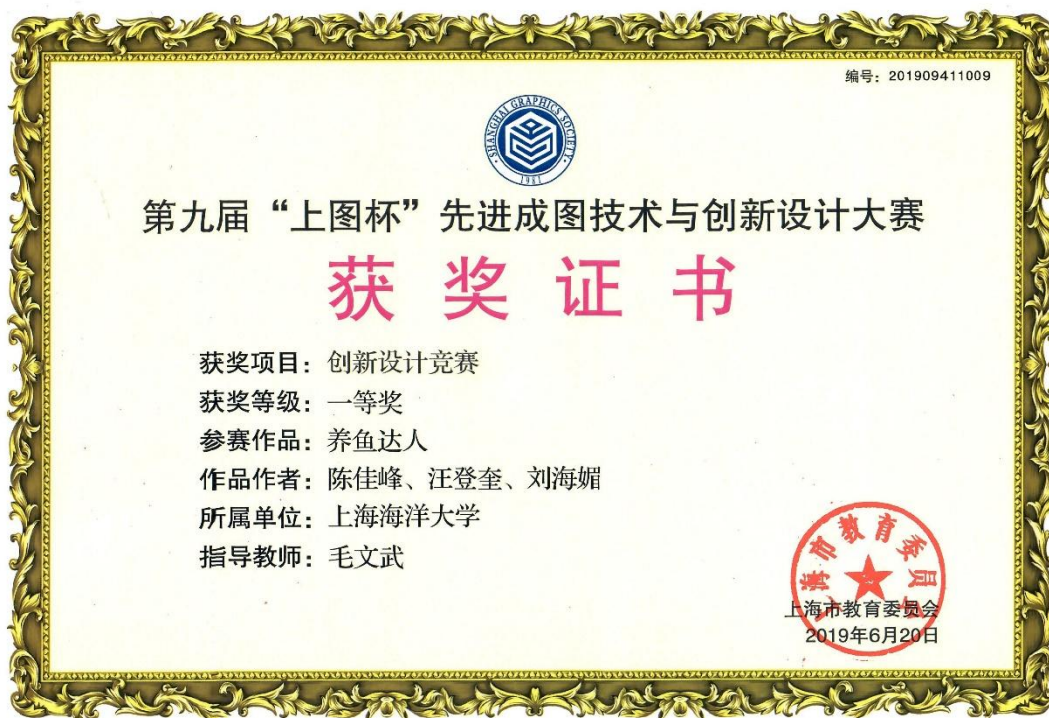 编号：201909411009
·SHANGHAI GRAPHICS SOCIETY·
1981
第九届“上图杯”先进成图技术与创新设计大赛
获奖证书
获奖项目：创新设计竞赛
获奖等级：一等奖
参赛作品：养鱼达人
作品作者：陈佳峰、汪登奎、刘海媚
所属单位：上海海洋大学
指导教师：毛文武
上海市教育委员会
上海市教育委员会
2019年6月20日